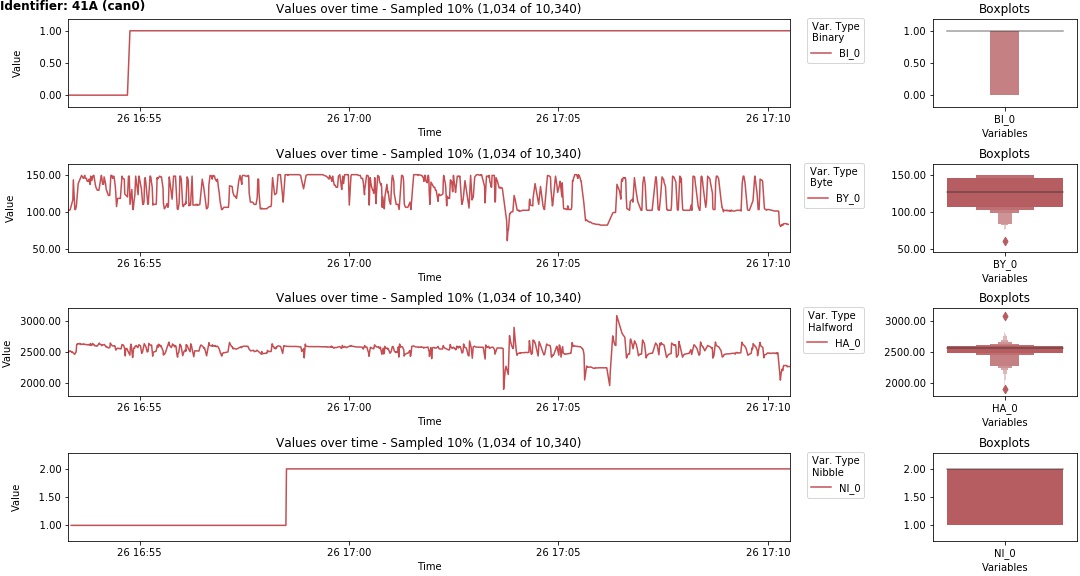 Identifier: 41A (can0)
Values over time - Sampled 10% (1,034 of 10,340)
Boxplots
Value
1.00
0.50
0.00
26 16:55
26 17:00
26 17:05
26 17:10
Time
Var. Type
Binary
BI_0
1.00
0.50
0.00
BI_0
Variables
Values over time - Sampled 10% (1,034 of 10,340)
Boxplots
Value
150.00
100.00
50.00
26 16:55
26 17:00
26 17:05
26 17:10
Time
Var. Type
Byte
BY_0
150.00
100.00
50.00
BY_0
Variables
Values over time - Sampled 10% (1,034 of 10,340)
Boxplots
Value
3000.00
2500.00
2000.00
26 16:55
26 17:00
26 17:05
26 17:10
Time
Var. Type
Halfword
HA_0
3000.00
2500.00
2000.00
HA_0
Variables
Values over time - Sampled 10% (1,034 of 10,340)
Boxplots
Value
2.00
1.50
1.00
26 16:55
26 17:00
26 17:05
26 17:10
Time
Var. Type
Nibble
NI_0
2.00
1.50
1.00
NI_0
Variables